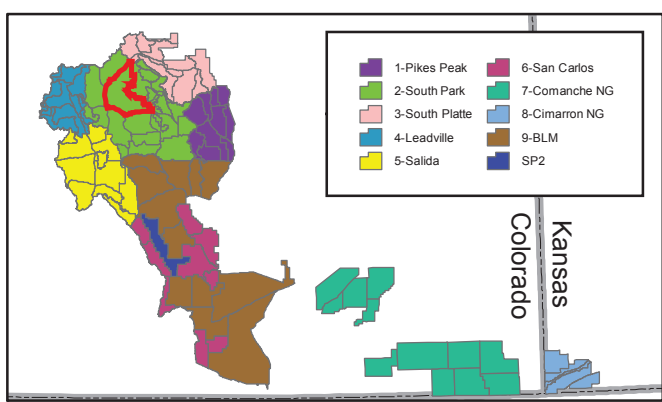 1-Pikes Peak
2-South Park
3-South Platte
4-Leadville
5-Salida
6-San Carlos
7-Comanche NG
8-Cimarron NG
9-BLM
SP2
Kansas
Colorado